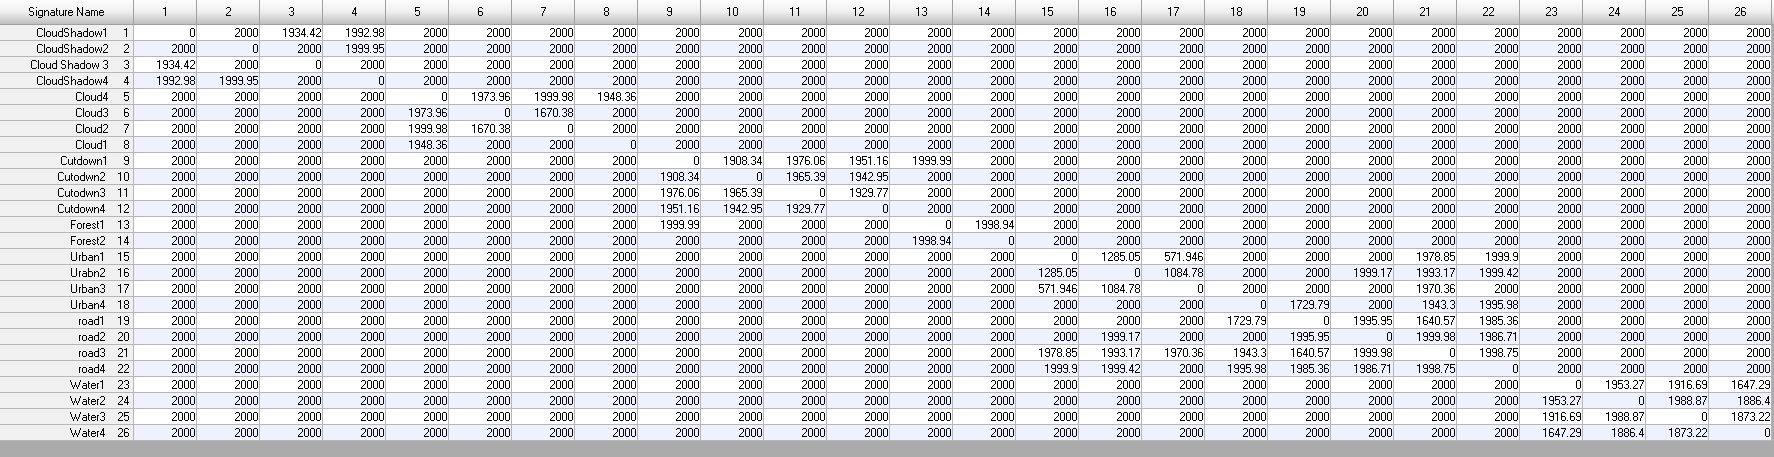 Signature Name 1 2 3 4 5 6 7 8 9 10 11 12 13 14 15 16 17 18 19 20 21 22 23 24 25 26
CloudShadow1 1 0 2000 1934.42 1992.98 2000 2000 2000 2000 2000 2000 2000 2000 2000 2000 2000 2000 2000 2000 2000 2000 2000 2000 2000 2000 2000 2000
CloudShadow2 2 2000 0 2000 1999.95 2000 2000 2000 2000 2000 2000 2000 2000 2000 2000 2000 2000 2000 2000 2000 2000 2000 2000 2000 2000 2000 2000
Cloud Shadow 3 3 1934.42 2000 0 2000 2000 2000 2000 2000 2000 2000 2000 2000 2000 2000 2000 2000 2000 2000 2000 2000 2000 2000 2000 2000 2000 2000
CloudShadow4 4 1992.98 1999.95 2000 0 2000 2000 2000 2000 2000 2000 2000 2000 2000 2000 2000 2000 2000 2000 2000 2000 2000 2000 2000 2000 2000 2000
Cloud4 5 2000 2000 2000 2000 0 1973.96 1999.98 1948.36 2000 2000 2000 2000 2000 2000 2000 2000 2000 2000 2000 2000 2000 2000 2000 2000 2000 2000
Cloud3 6 2000 2000 2000 2000 1973.96 0 1670.38 2000 2000 2000 2000 2000 2000 2000 2000 2000 2000 2000 2000 2000 2000 2000 2000 2000 2000 2000
Cloud2 7 2000 2000 2000 2000 1999.98 1670.38 0 2000 2000 2000 2000 2000 2000 2000 2000 2000 2000 2000 2000 2000 2000 2000 2000 2000 2000 2000
Cloud1 8 2000 2000 2000 2000 1948.36 2000 2000 0 2000 2000 2000 2000 2000 2000 2000 2000 2000 2000 2000 2000 2000 2000 2000 2000 2000 2000
Cutdown1 9 2000 2000 2000 2000 2000 2000 2000 2000 0 1908.34 1976.06 1951.16 1999.99 2000 2000 2000 2000 2000 2000 2000 2000 2000 2000 2000 2000 2000
Cutodwn2 10 2000 2000 2000 2000 2000 2000 2000 2000 1908.34 0 1965.39 1942.95 2000 2000 2000 2000 2000 2000 2000 2000 2000 2000 2000 2000 2000 2000
Cutodwn3 11 2000 2000 2000 2000 2000 2000 2000 2000 1976.06 1965.39 0 1929.77 2000 2000 2000 2000 2000 2000 2000 2000 2000 2000 2000 2000 2000 2000
Cutdown4 12 2000 2000 2000 2000 2000 2000 2000 2000 1951.16 1942.95 1929.77 0 2000 2000 2000 2000 2000 2000 2000 2000 2000 2000 2000 2000 2000 2000
Forest1 13 2000 2000 2000 2000 2000 2000 2000 2000 1999.99 2000 2000 2000 0 1998.94 2000 2000 2000 2000 2000 2000 2000 2000 2000 2000 2000 2000
Forest2 14 2000 2000 2000 2000 2000 2000 2000 2000 2000 2000 2000 2000 1998.94 0 2000 2000 2000 2000 2000 2000 2000 2000 2000 2000 2000 2000
Urban1 15 2000 2000 2000 2000 2000 2000 2000 2000 2000 2000 2000 2000 2000 2000 0 1285.05 571.946 2000 2000 2000 1978.85 1999.9 2000 2000 2000 2000
Urabn2 16 2000 2000 2000 2000 2000 2000 2000 2000 2000 2000 2000 2000 2000 2000 1285.05 0 1084.78 2000 2000 1999.17 1993.17 1999.42 2000 2000 2000 2000
Urban3 17 2000 2000 2000 2000 2000 2000 2000 2000 2000 2000 2000 2000 2000 2000 571.946 1084.78 0 2000 2000 2000 1970.36 2000 2000 2000 2000 2000
Urban4 18 2000 2000 2000 2000 2000 2000 2000 2000 2000 2000 2000 2000 2000 2000 2000 2000 2000 0 1729.79 2000 1943.3 1995.98 2000 2000 2000 2000
road1 19 2000 2000 2000 2000 2000 2000 2000 2000 2000 2000 2000 2000 2000 2000 2000 2000 2000 1729.79 0 1995.95 1640.57 1985.36 2000 2000 2000 2000
road2 20 2000 2000 2000 2000 2000 2000 2000 2000 2000 2000 2000 2000 2000 2000 2000 1999.17 2000 2000 1995.95 0 1999.98 1986.71 2000 2000 2000 2000
road3 21 2000 2000 2000 2000 2000 2000 2000 2000 2000 2000 2000 2000 2000 2000 1978.85 1993.17 1970.36 1943.3 1640.57 1999.98 0 1998.75 2000 2000 2000 2000
road4 22 2000 2000 2000 2000 2000 2000 2000 2000 2000 2000 2000 2000 2000 2000 1999.9 1999.42 2000 1995.98 1985.36 1986.71 1998.75 0 2000 2000 2000 2000
Water1 23 2000 2000 2000 2000 2000 2000 2000 2000 2000 2000 2000 2000 2000 2000 2000 2000 2000 2000 2000 2000 2000 2000 0 1953.27 1916.69 1647.29
Water2 24 2000 2000 2000 2000 2000 2000 2000 2000 2000 2000 2000 2000 2000 2000 2000 2000 2000 2000 2000 2000 2000 2000 1953.27 0 1988.87 1886.4
Water3 25 2000 2000 2000 2000 2000 2000 2000 2000 2000 2000 2000 2000 2000 2000 2000 2000 2000 2000 2000 2000 2000 2000 1916.69 1988.87 0 1873.22
Water4 26 2000 2000 2000 2000 2000 2000 2000 2000 2000 2000 2000 2000 2000 2000 2000 2000 2000 2000 2000 2000 2000 2000 1647.29 1886.4 1873.22 0